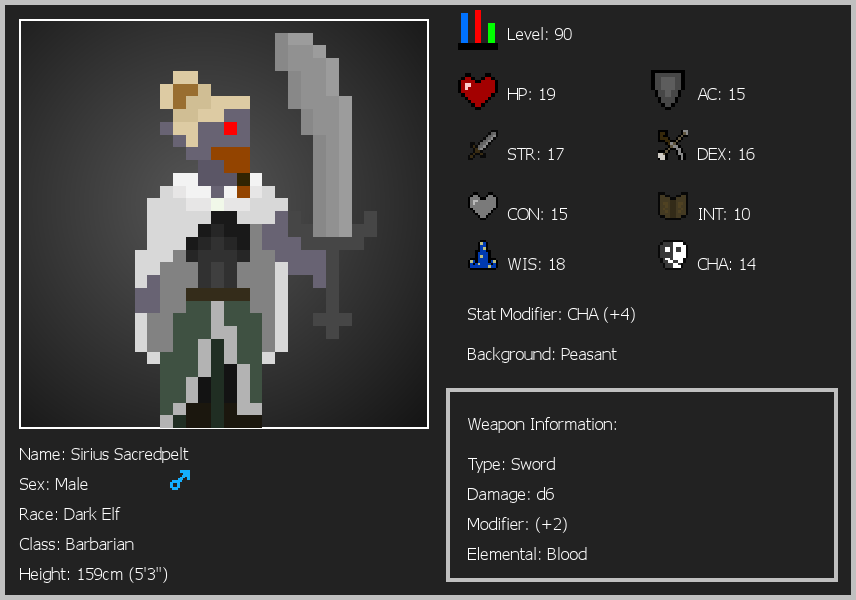 Level: 90
HP: 19
AC: 15
STR: 17
DEX: 16
CON: 15
INT: 10
WIS: 18
CHA: 14
Stat Modifier: CHA (+4)
Background: Peasant
Weapon Information:
Type: Sword
Damage: d6
Modifier: (+2)
Elemental: Blood
Name: Sirius Sacredpelt
Sex: Male
Race: Dark Elf
Class: Barbarian
Height: 159cm (5'3")